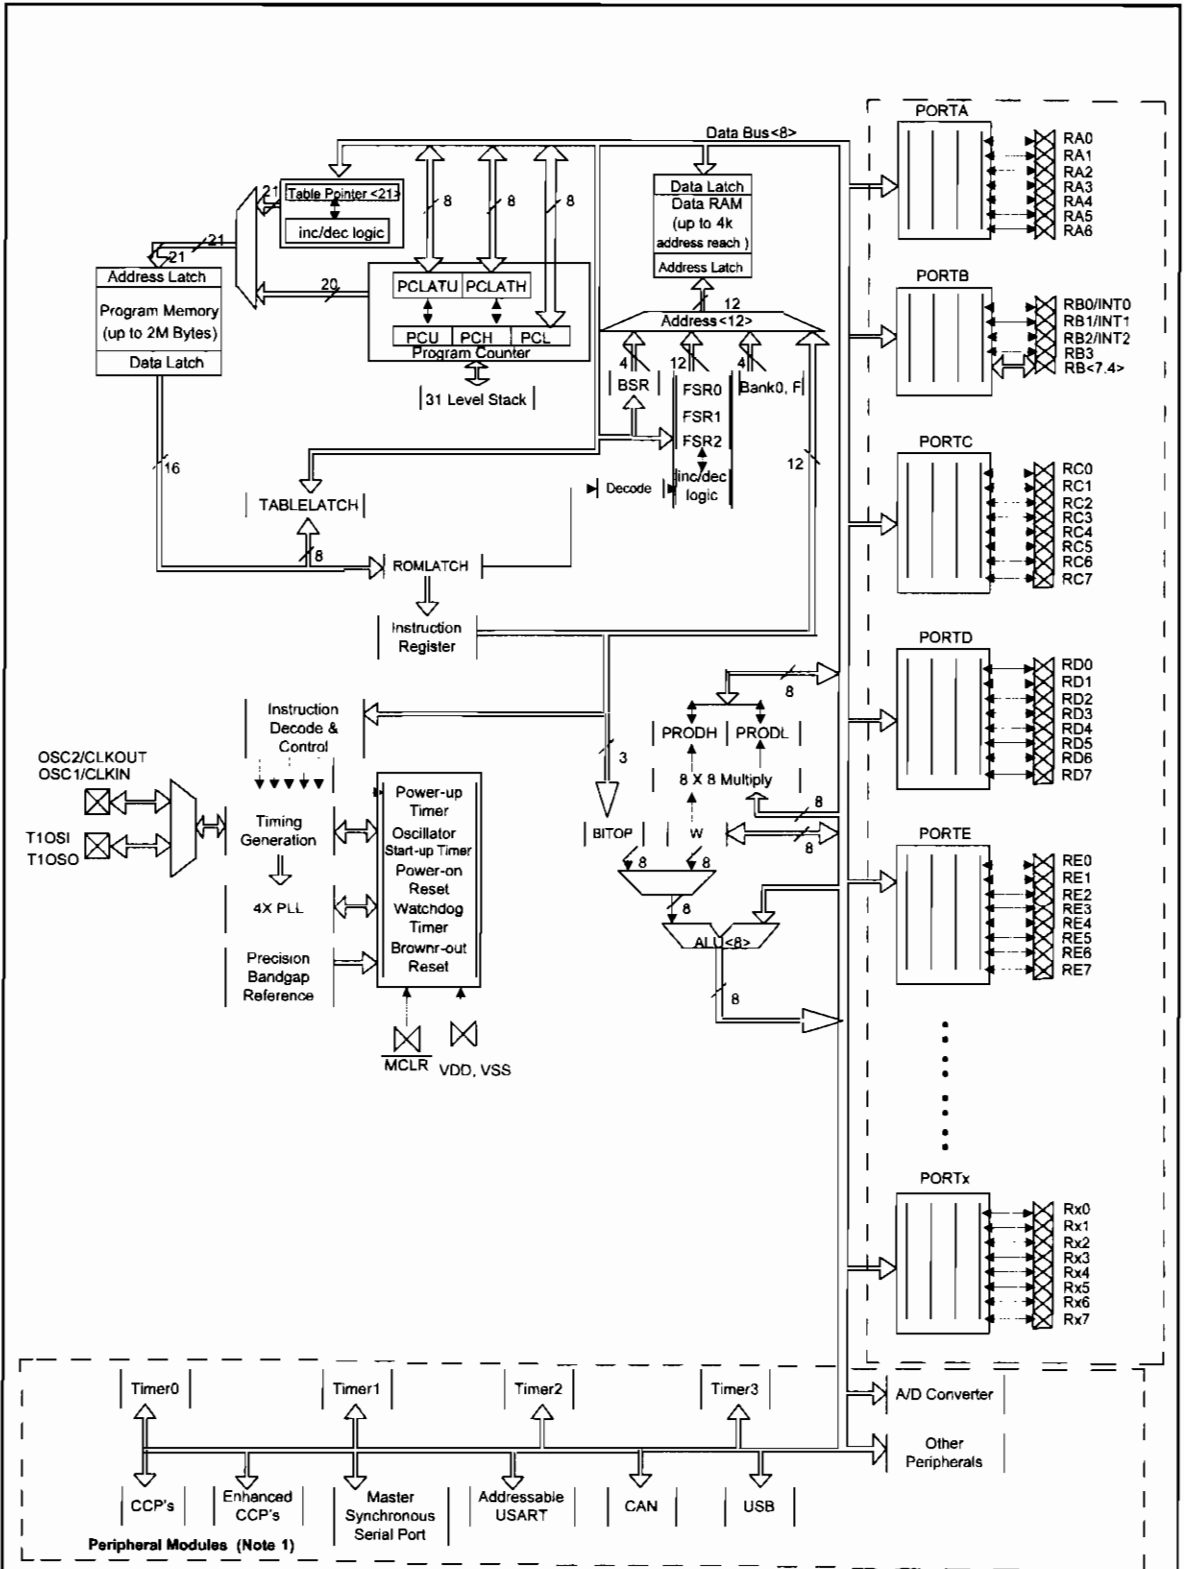 PORTA
Data Bus<8>
RA0
RA1
RA2
RA3
RA4
RA5
RA6
21
Table Pointer <21>
inc/dec logic
8
8
8
Data Latch
Data RAM
(up to 4k
address reach )
Address Latch
21
21
Address Latch
Program Memory
(up to 2M Bytes)
Data Latch
20
PCLATU
PCLATH
PCU
PCH
PCL
Program Counter
31 Level Stack
12
Address<12>
4
12
4
BSR
FSR0
FSR1
FSR2
Bank0, F
inc/dec
logic
12
Decode
PORTB
RB0/INT0
RB1/INT1
RB2/INT2
RB3
RB<7.4>
16
TABLELATCH
8
ROMLATCH
Instruction
Register
PORTC
RC0
RC1
RC2
RC3
RC4
RC5
RC6
RC7
PORTD
RD0
RD1
RD2
RD3
RD4
RD5
RD6
RD7
Instruction
Decode &
Control
OSC2/CLKOUT
OSC1/CLKIN
T1OSI
T1OSO
Timing
Generation
4X PLL
Precision
Bandgap
Reference
Power-up
Timer
Oscillator
Start-up Timer
Power-on
Reset
Watchdog
Timer
Brownr-out
Reset
MCLR
VDD, VSS
3
8
PRODH
PRODL
8 X 8 Multiply
8
BITOP
W
8
8
8
8
ALU<8>
8
PORTE
RE0
RE1
RE2
RE3
RE4
RE5
RE6
RE7
PORTx
Rx0
Rx1
Rx2
Rx3
Rx4
Rx5
Rx6
Rx7
Timer0
Timer1
Timer2
Timer3
A/D Converter
Other
Peripherals
CCP's
Enhanced
CCP's
Master
Synchronous
Serial Port
Addressable
USART
CAN
USB
Peripheral Modules (Note 1)